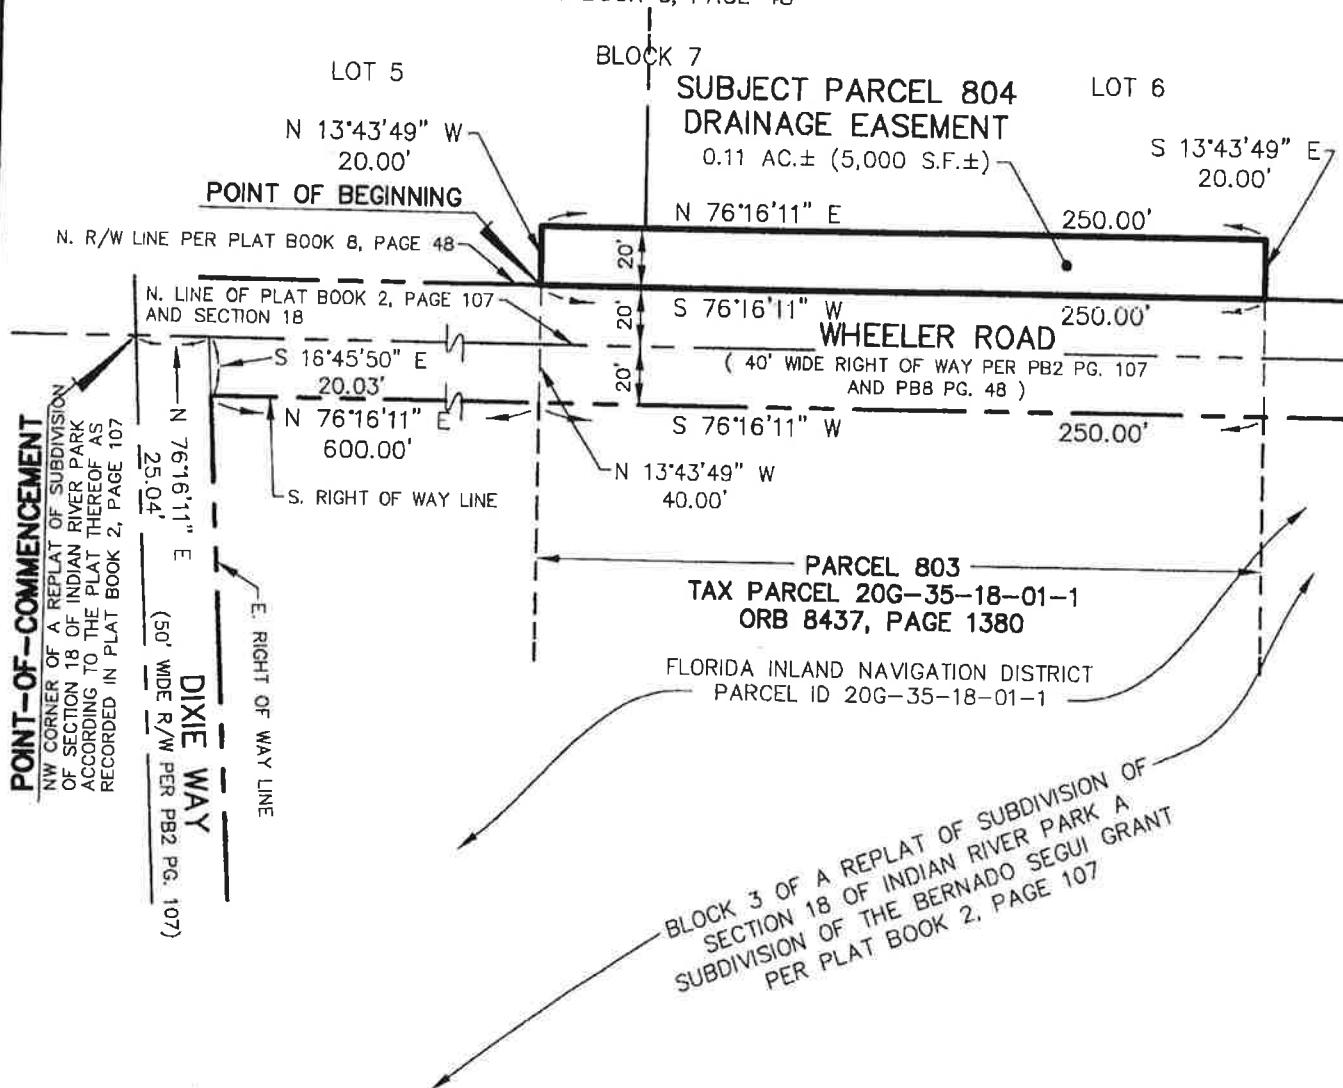 LOT 5
BLOCK 7
LOT 6
SUBJECT PARCEL 804
DRAINAGE EASEMENT
0.11 AC.± (5,000 S.F.±)
N 13°43'49" W
20.00'
S 13°43'49" E
20.00'
POINT OF BEGINNING
N 76°16'11" E
250.00'
N. R/W LINE PER PLAT BOOK 8, PAGE 48
20'
N. LINE OF PLAT BOOK 2, PAGE 107
AND SECTION 18
20'
S 76°16'11" W
250.00'
WHEELER ROAD
( 40' WIDE RIGHT OF WAY PER PB2 PG. 107
AND PB8 PG. 48 )
20'
S 16°45'50" E
20.03'
N 76°16'11" E
600.00'
S 76°16'11" W
250.00'
N 13°43'49" W
40.00'
S. RIGHT OF WAY LINE
POINT-OF-COMMENCEMENT
NW CORNER OF A REPLAT OF SUBDIVISION
OF SECTION 18 OF INDIAN RIVER PARK
ACCORDING TO THE PLAT THEREOF AS
RECORDED IN PLAT BOOK 2, PAGE 107
N 76°16'11" E
25.04'
DIXIE WAY
(50' WIDE R/W PER PB2 PG. 107)
E. RIGHT OF WAY LINE
PARCEL 803
TAX PARCEL 20G-35-18-01-1
ORB 8437, PAGE 1380
FLORIDA INLAND NAVIGATION DISTRICT
PARCEL ID 20G-35-18-01-1
BLOCK 3 OF A REPLAT OF SUBDIVISION OF
SECTION 18 OF INDIAN RIVER PARK A
SUBDIVISION OF THE BERNADO SEGUI GRANT
PER PLAT BOOK 2, PAGE 107